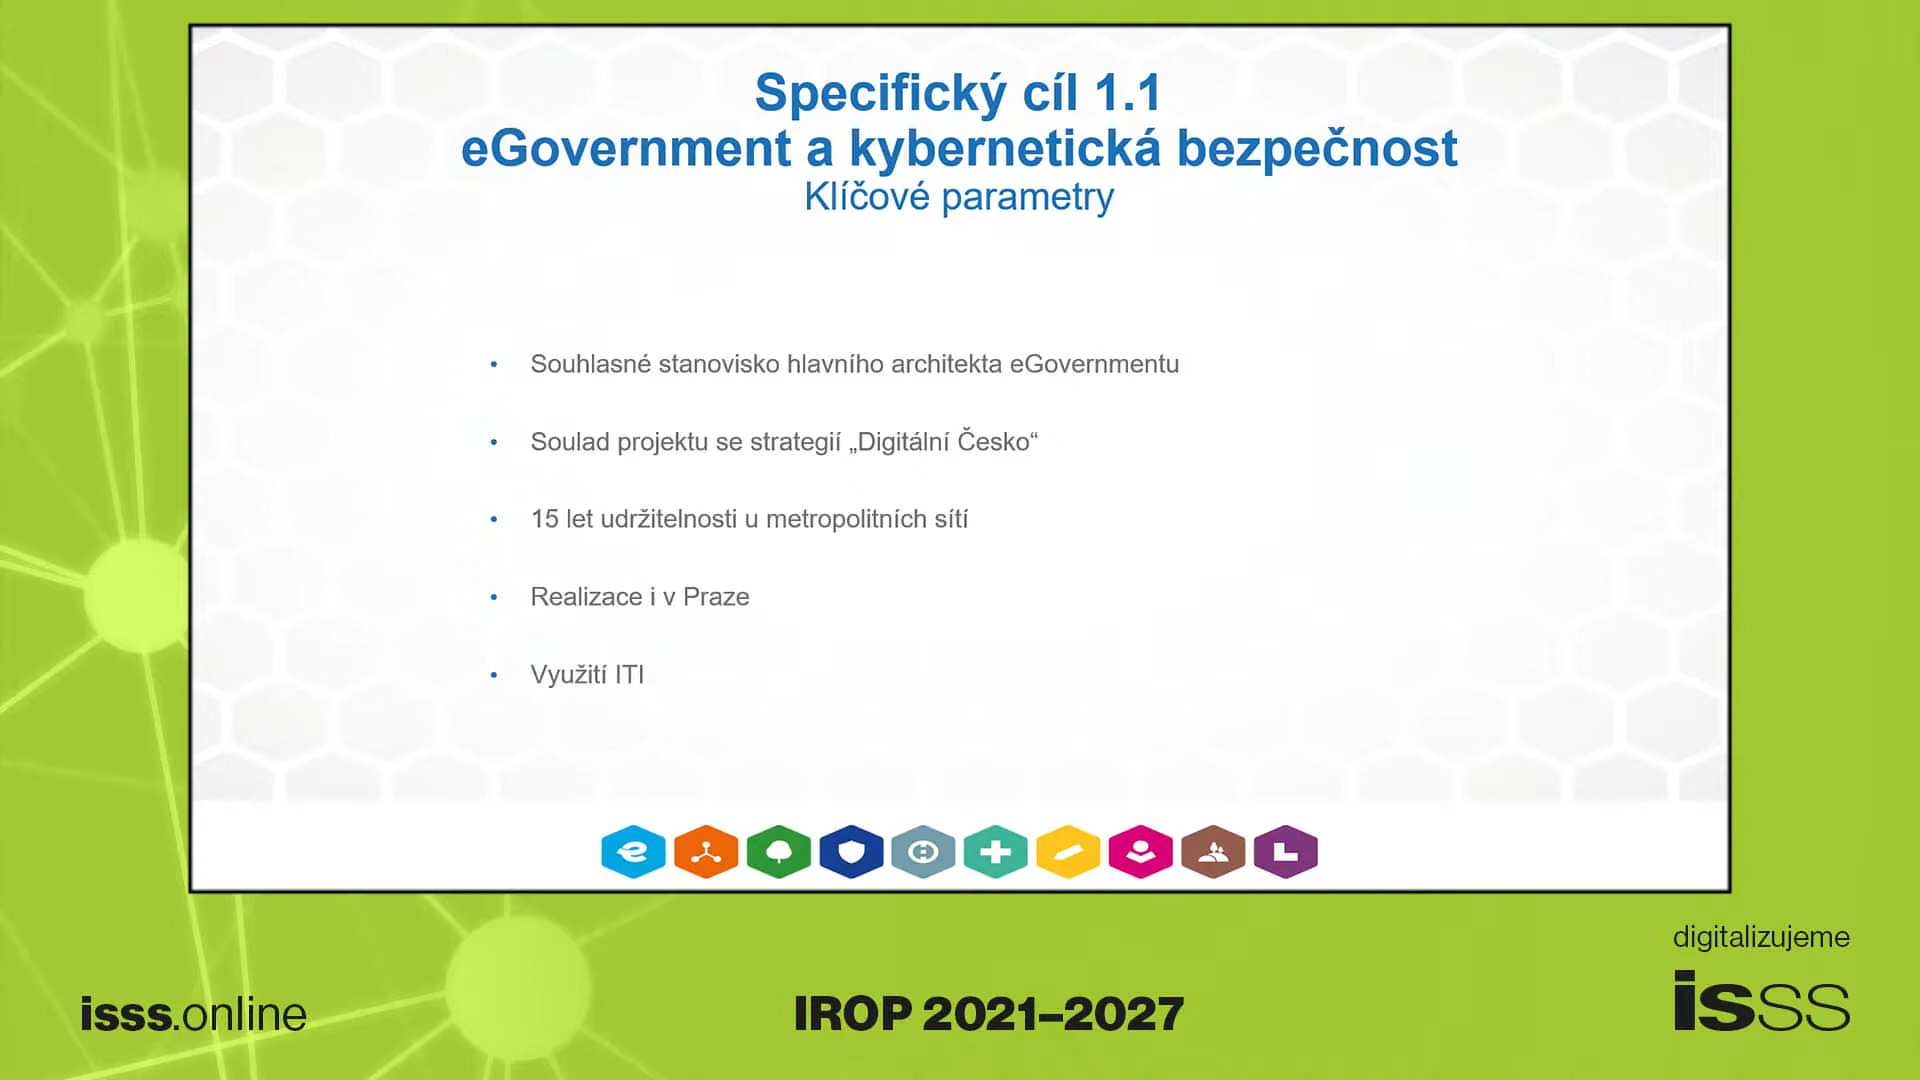 Specifický cíl 1.1
eGovernment a kybernetická bezpečnost
Klíčové parametry
• Souhlasné stanovisko hlavního architekta eGovernmentu
• Soulad projektu se strategií „Digitální Česko“
• 15 let udržitelnosti u metropolitních sítí
• Realizace i v Praze
• Využití ITI
digitalizujeme
isss.online
IROP 2021–2027
isss